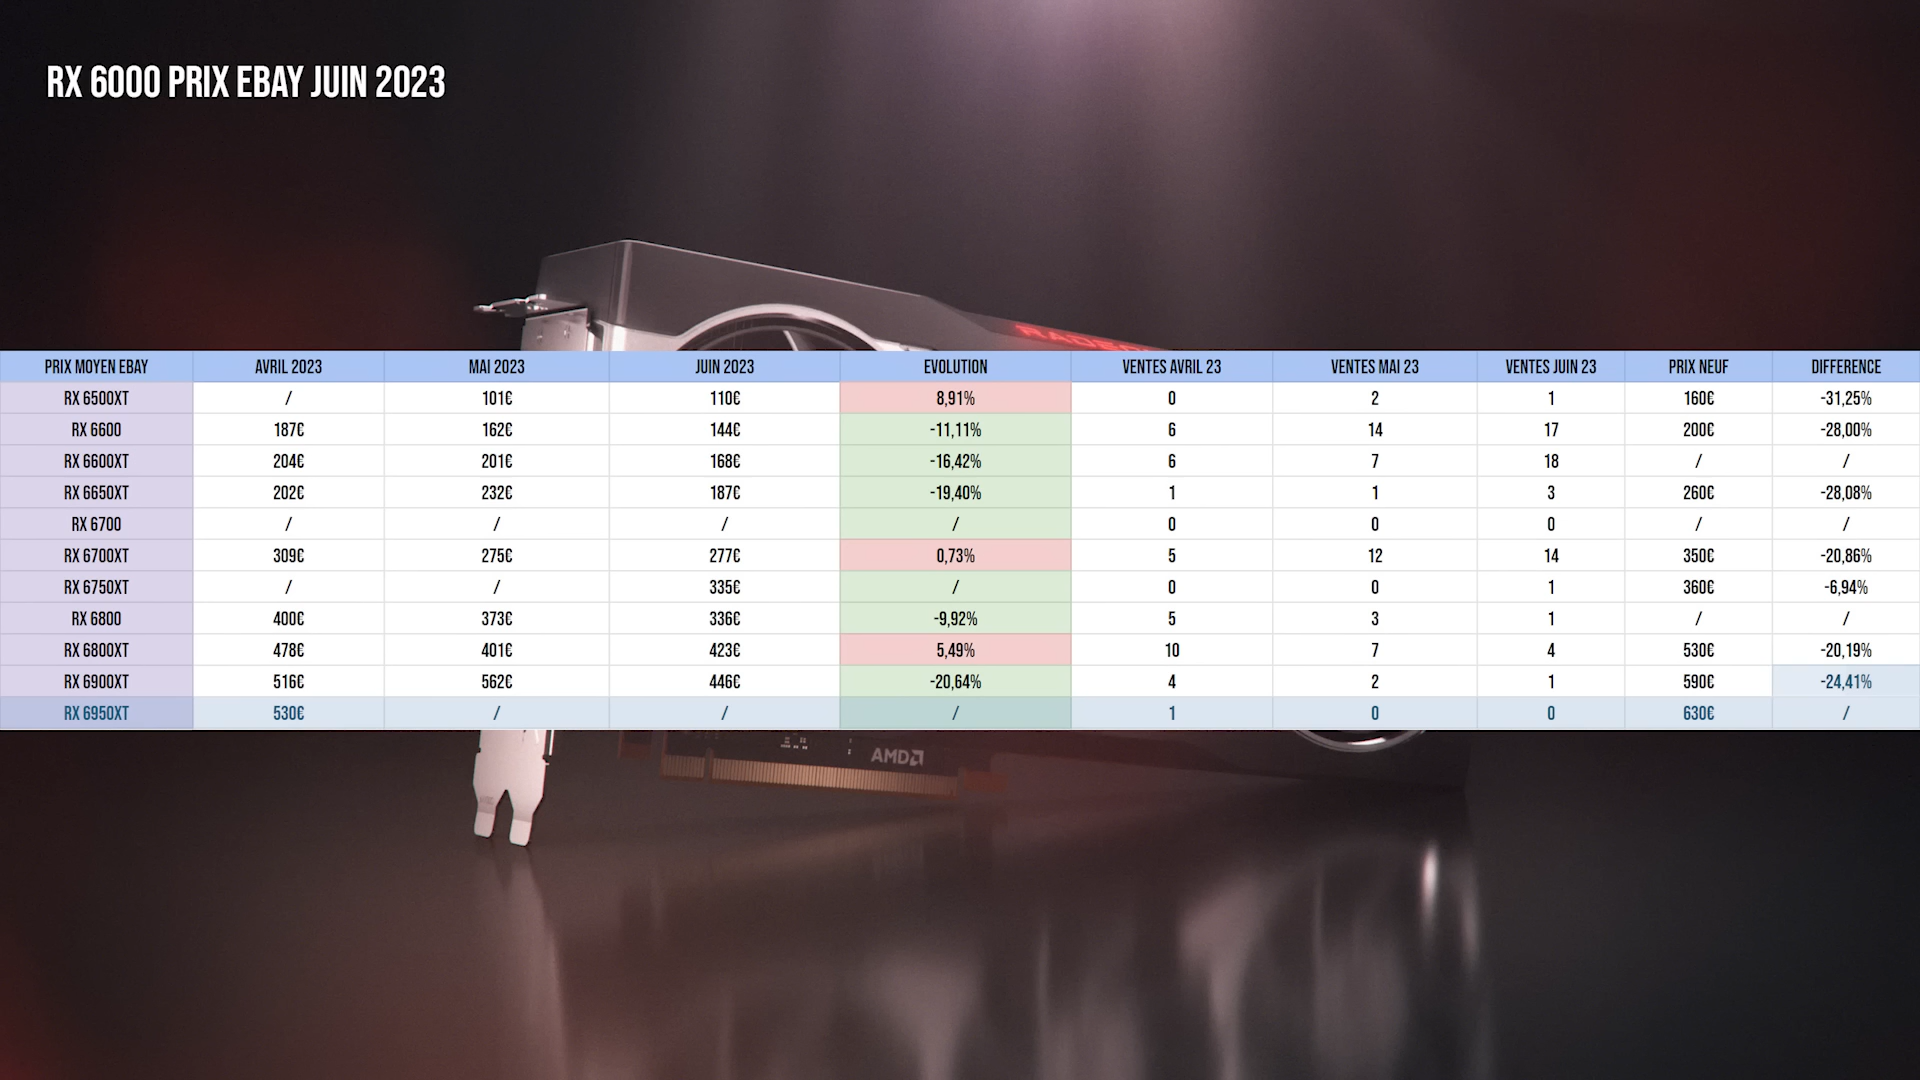 RX 6000 PRIX EBAY JUIN 2023
RADEON
PRIX MOYEN EBAY AVRIL 2023 MAI 2023 JUIN 2023 EVOLUTION VENTES AVRIL 23 VENTES MAI 23 VENTES JUIN 23 PRIX NEUF DIFFERENCE
RX 6500XT / 101€ 110€ 8,91% 0 2 1 160€ -31,25%
RX 6600 187€ 162€ 144€ -11,11% 6 14 17 200€ -28,00%
RX 6600XT 204€ 201€ 168€ -16,42% 6 7 18 / /
RX 6650XT 202€ 232€ 187€ -19,40% 1 1 3 260€ -28,08%
RX 6700 / / / / 0 0 0 / /
RX 6700XT 309€ 275€ 277€ 0,73% 5 12 14 350€ -20,86%
RX 6750XT / / 335€ / 0 0 1 360€ -6,94%
RX 6800 400€ 373€ 336€ -9,92% 5 3 1 / /
RX 6800XT 478€ 401€ 423€ 5,49% 10 7 4 530€ -20,19%
RX 6900XT 516€ 562€ 446€ -20,64% 4 2 1 590€ -24,41%
RX 6950XT 530€ / / / 1 0 0 630€ /
AMD